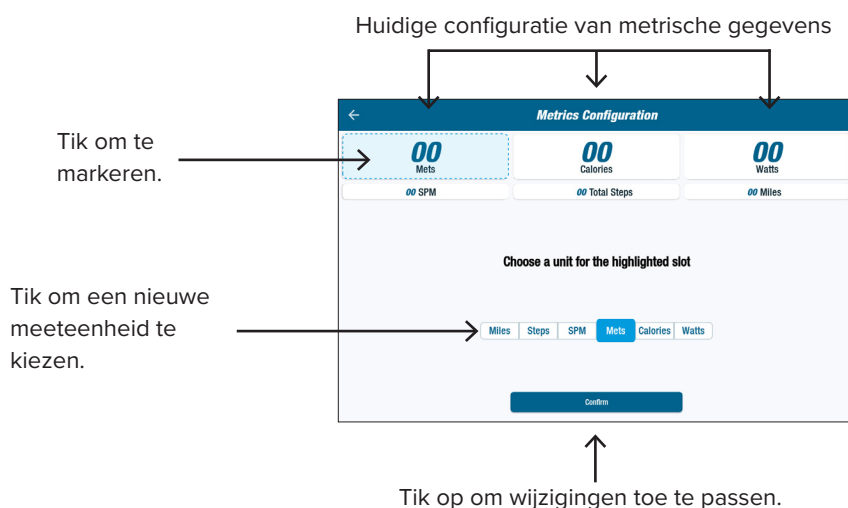 Huidige configuratie van metrische gegevens
Metrics Configuration
Tik om te
markeren.
00
Mets
00
Calories
00
Watts
00 SPM
00 Total Steps
00 Miles
Choose a unit for the highlighted slot
Tik om een nieuwe
meeteenheid te
kiezen.
Miles Steps SPM Mets Calories Watts
Confirm
Tik op om wijzigingen toe te passen.